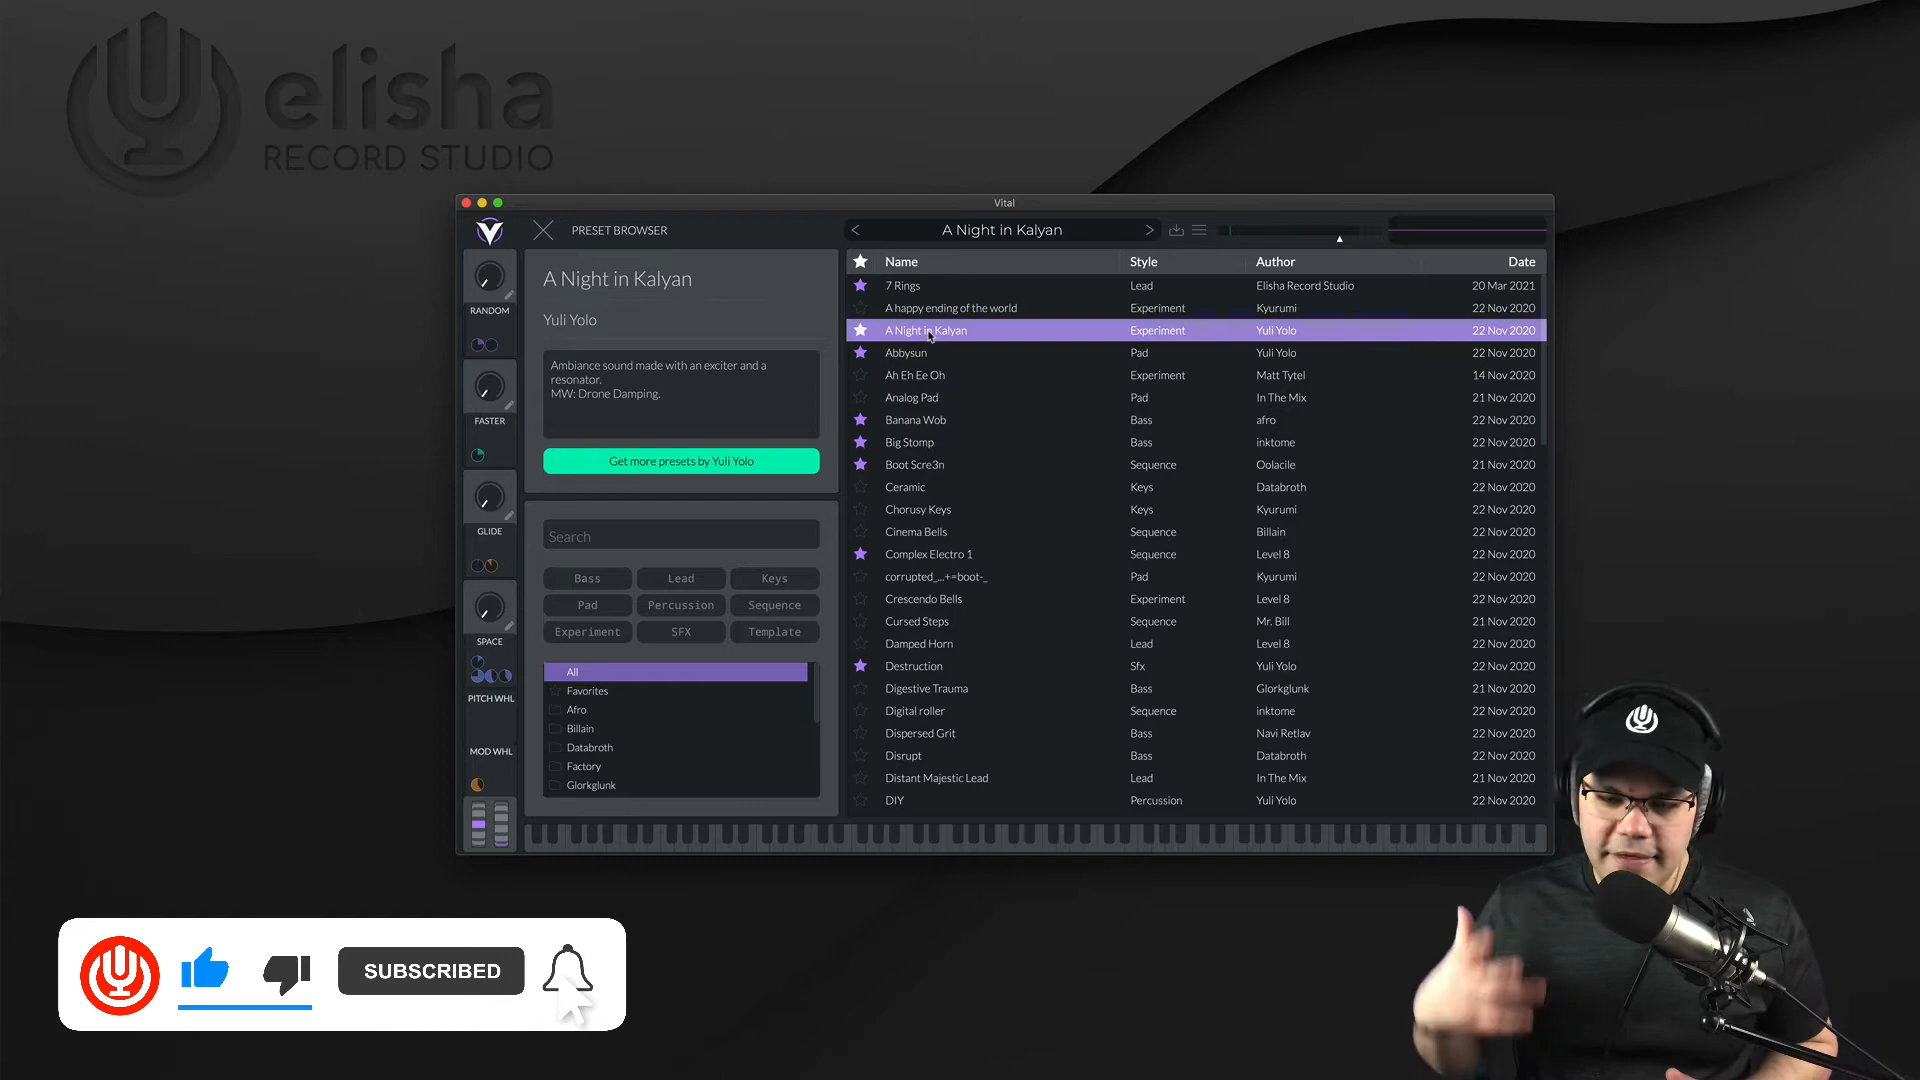 elisha
RECORD STUDIO
Vital
PRESET BROWSER
A Night in Kalyan
A Night in Kalyan
Yuli Yolo
Ambiance sound made with an exciter and a
resonator.
MW: Drone Damping.
Get more presets by Yuli Yolo
Search
Bass Lead Keys
Pad Percussion Sequence
Experiment SFX Template
All
Favorites
Afro
Billain
Databroth
Factory
Glorkglunk
RANDOM
FASTER
GLIDE
SPACE
PITCH WHL
MOD WHL
Name Style Author Date
7 Rings Lead Elisha Record Studio 20 Mar 2021
A happy ending of the world Experiment Kyurumi 22 Nov 2020
A Night in Kalyan Experiment Yuli Yolo 22 Nov 2020
Abbysun Pad Yuli Yolo 22 Nov 2020
Ah Eh Ee Oh Experiment Matt Tytel 14 Nov 2020
Analog Pad Pad In The Mix 21 Nov 2020
Banana Wob Bass afro 22 Nov 2020
Big Stomp Bass inktome 22 Nov 2020
Boot Scre3n Sequence Oolacile 21 Nov 2020
Ceramic Keys Databroth 22 Nov 2020
Chorusy Keys Keys Kyurumi 22 Nov 2020
Cinema Bells Sequence Billain 22 Nov 2020
Complex Electro 1 Sequence Level 8 22 Nov 2020
corrupted_...+=boot-_ Pad Kyurumi 22 Nov 2020
Crescendo Bells Experiment Level 8 22 Nov 2020
Cursed Steps Sequence Mr. Bill 21 Nov 2020
Damped Horn Lead Level 8 22 Nov 2020
Destruction Sfx Yuli Yolo 22 Nov 2020
Digestive Trauma Bass Glorkglunk 22 Nov 2020
Digital roller Sequence inktome 22 Nov 2020
Dispersed Grit Bass Navi Retlav 22 Nov 2020
Disrupt Bass Databroth 22 Nov 2020
Distant Majestic Lead Lead In The Mix 21 Nov 2020
DIY Percussion Yuli Yolo 22 Nov 2020
SUBSCRIBED